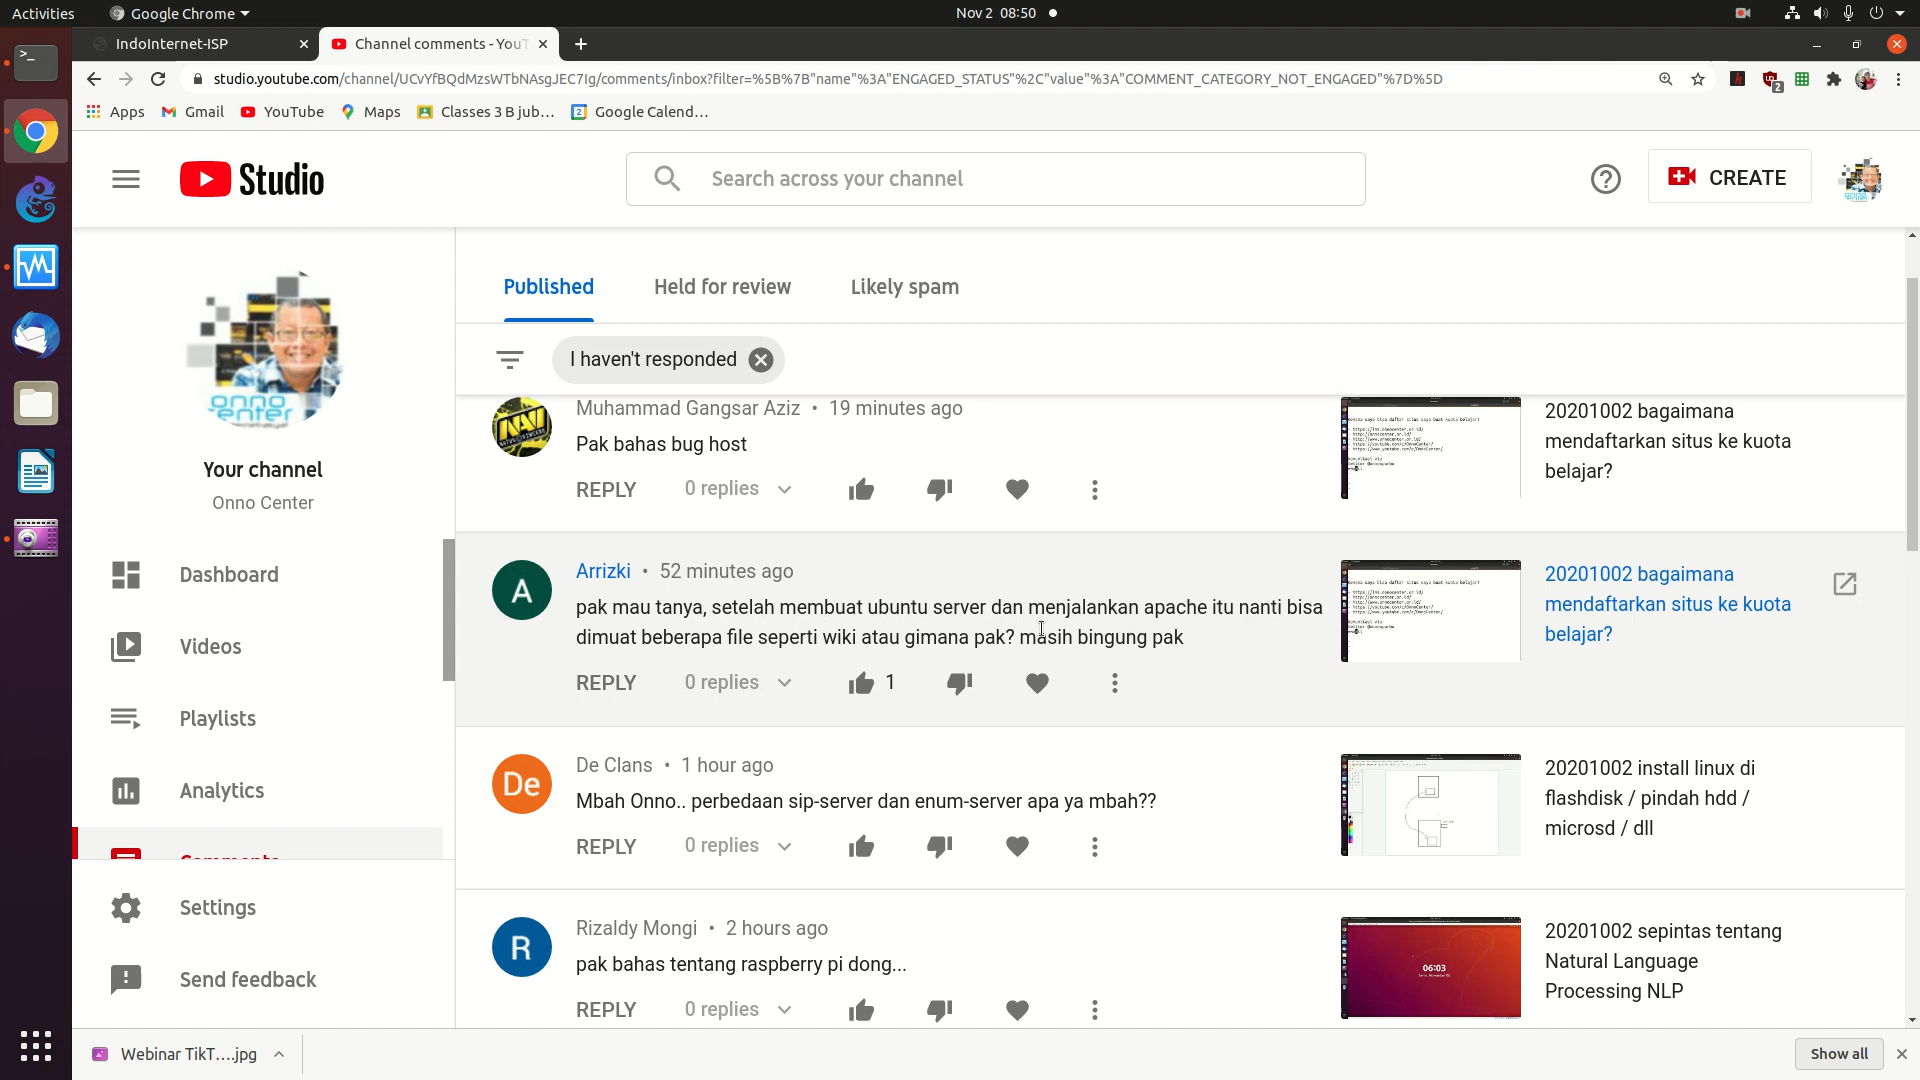 Activities
Google Chrome
Nov 2 08:50
IndoInternet-ISP
Channel comments - YouT
studio.youtube.com/channel/UCvYfBQdMzsWTbNAsgJEC7Ig/comments/inbox?filter=%5B%7B"name"%3A"ENGAGED_STATUS"%2C"value"%3A"COMMENT_CATEGORY_NOT_ENGAGED"%7D%5D
2
Apps
Gmail
YouTube
Maps
Classes 3 B jub...
Google Calend...
Studio
Search across your channel
CREATE
onno
Your channel
Onno Center
Dashboard
Videos
Playlists
Analytics
Comments
Settings
Send feedback
Published
Held for review
Likely spam
I haven't responded
Muhammad Gangsar Aziz • 19 minutes ago
Pak bahas bug host
REPLY
0 replies
20201002 bagaimana
mendaftarkan situs ke kuota
belajar?
A
Arrizki • 52 minutes ago
pak mau tanya, setelah membuat ubuntu server dan menjalankan apache itu nanti bisa
dimuat beberapa file seperti wiki atau gimana pak? masih bingung pak
REPLY
0 replies
1
20201002 bagaimana
mendaftarkan situs ke kuota
belajar?
De
De Clans • 1 hour ago
Mbah Onno.. perbedaan sip-server dan enum-server apa ya mbah??
REPLY
0 replies
20201002 install linux di
flashdisk / pindah hdd /
microsd / dll
R
Rizaldy Mongi • 2 hours ago
pak bahas tentang raspberry pi dong...
REPLY
0 replies
06:03
20201002 sepintas tentang
Natural Language
Processing NLP
Webinar TikT....jpg
Show all